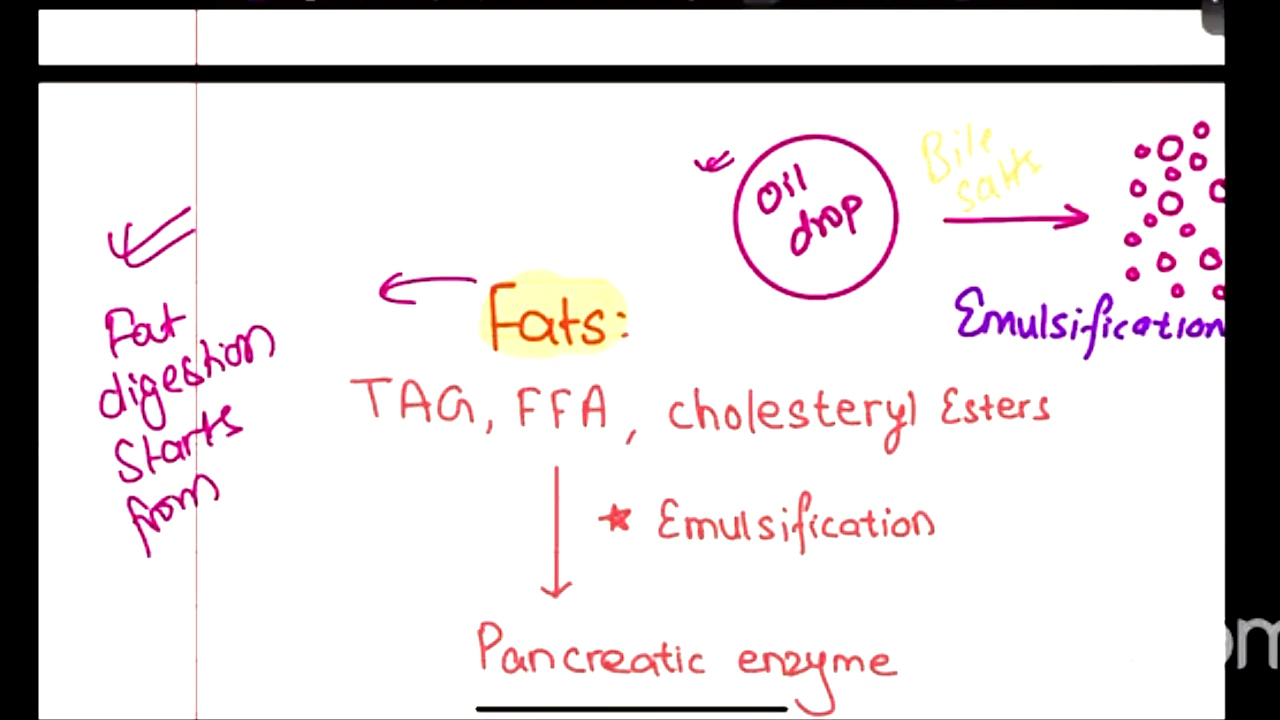 Oil
drop
Bile
salts
Emulsification
Fats:
TAG, FFA, cholesteryl Esters
★ Emulsification
Pancreatic enzyme
Fat
digestion
Starts
from